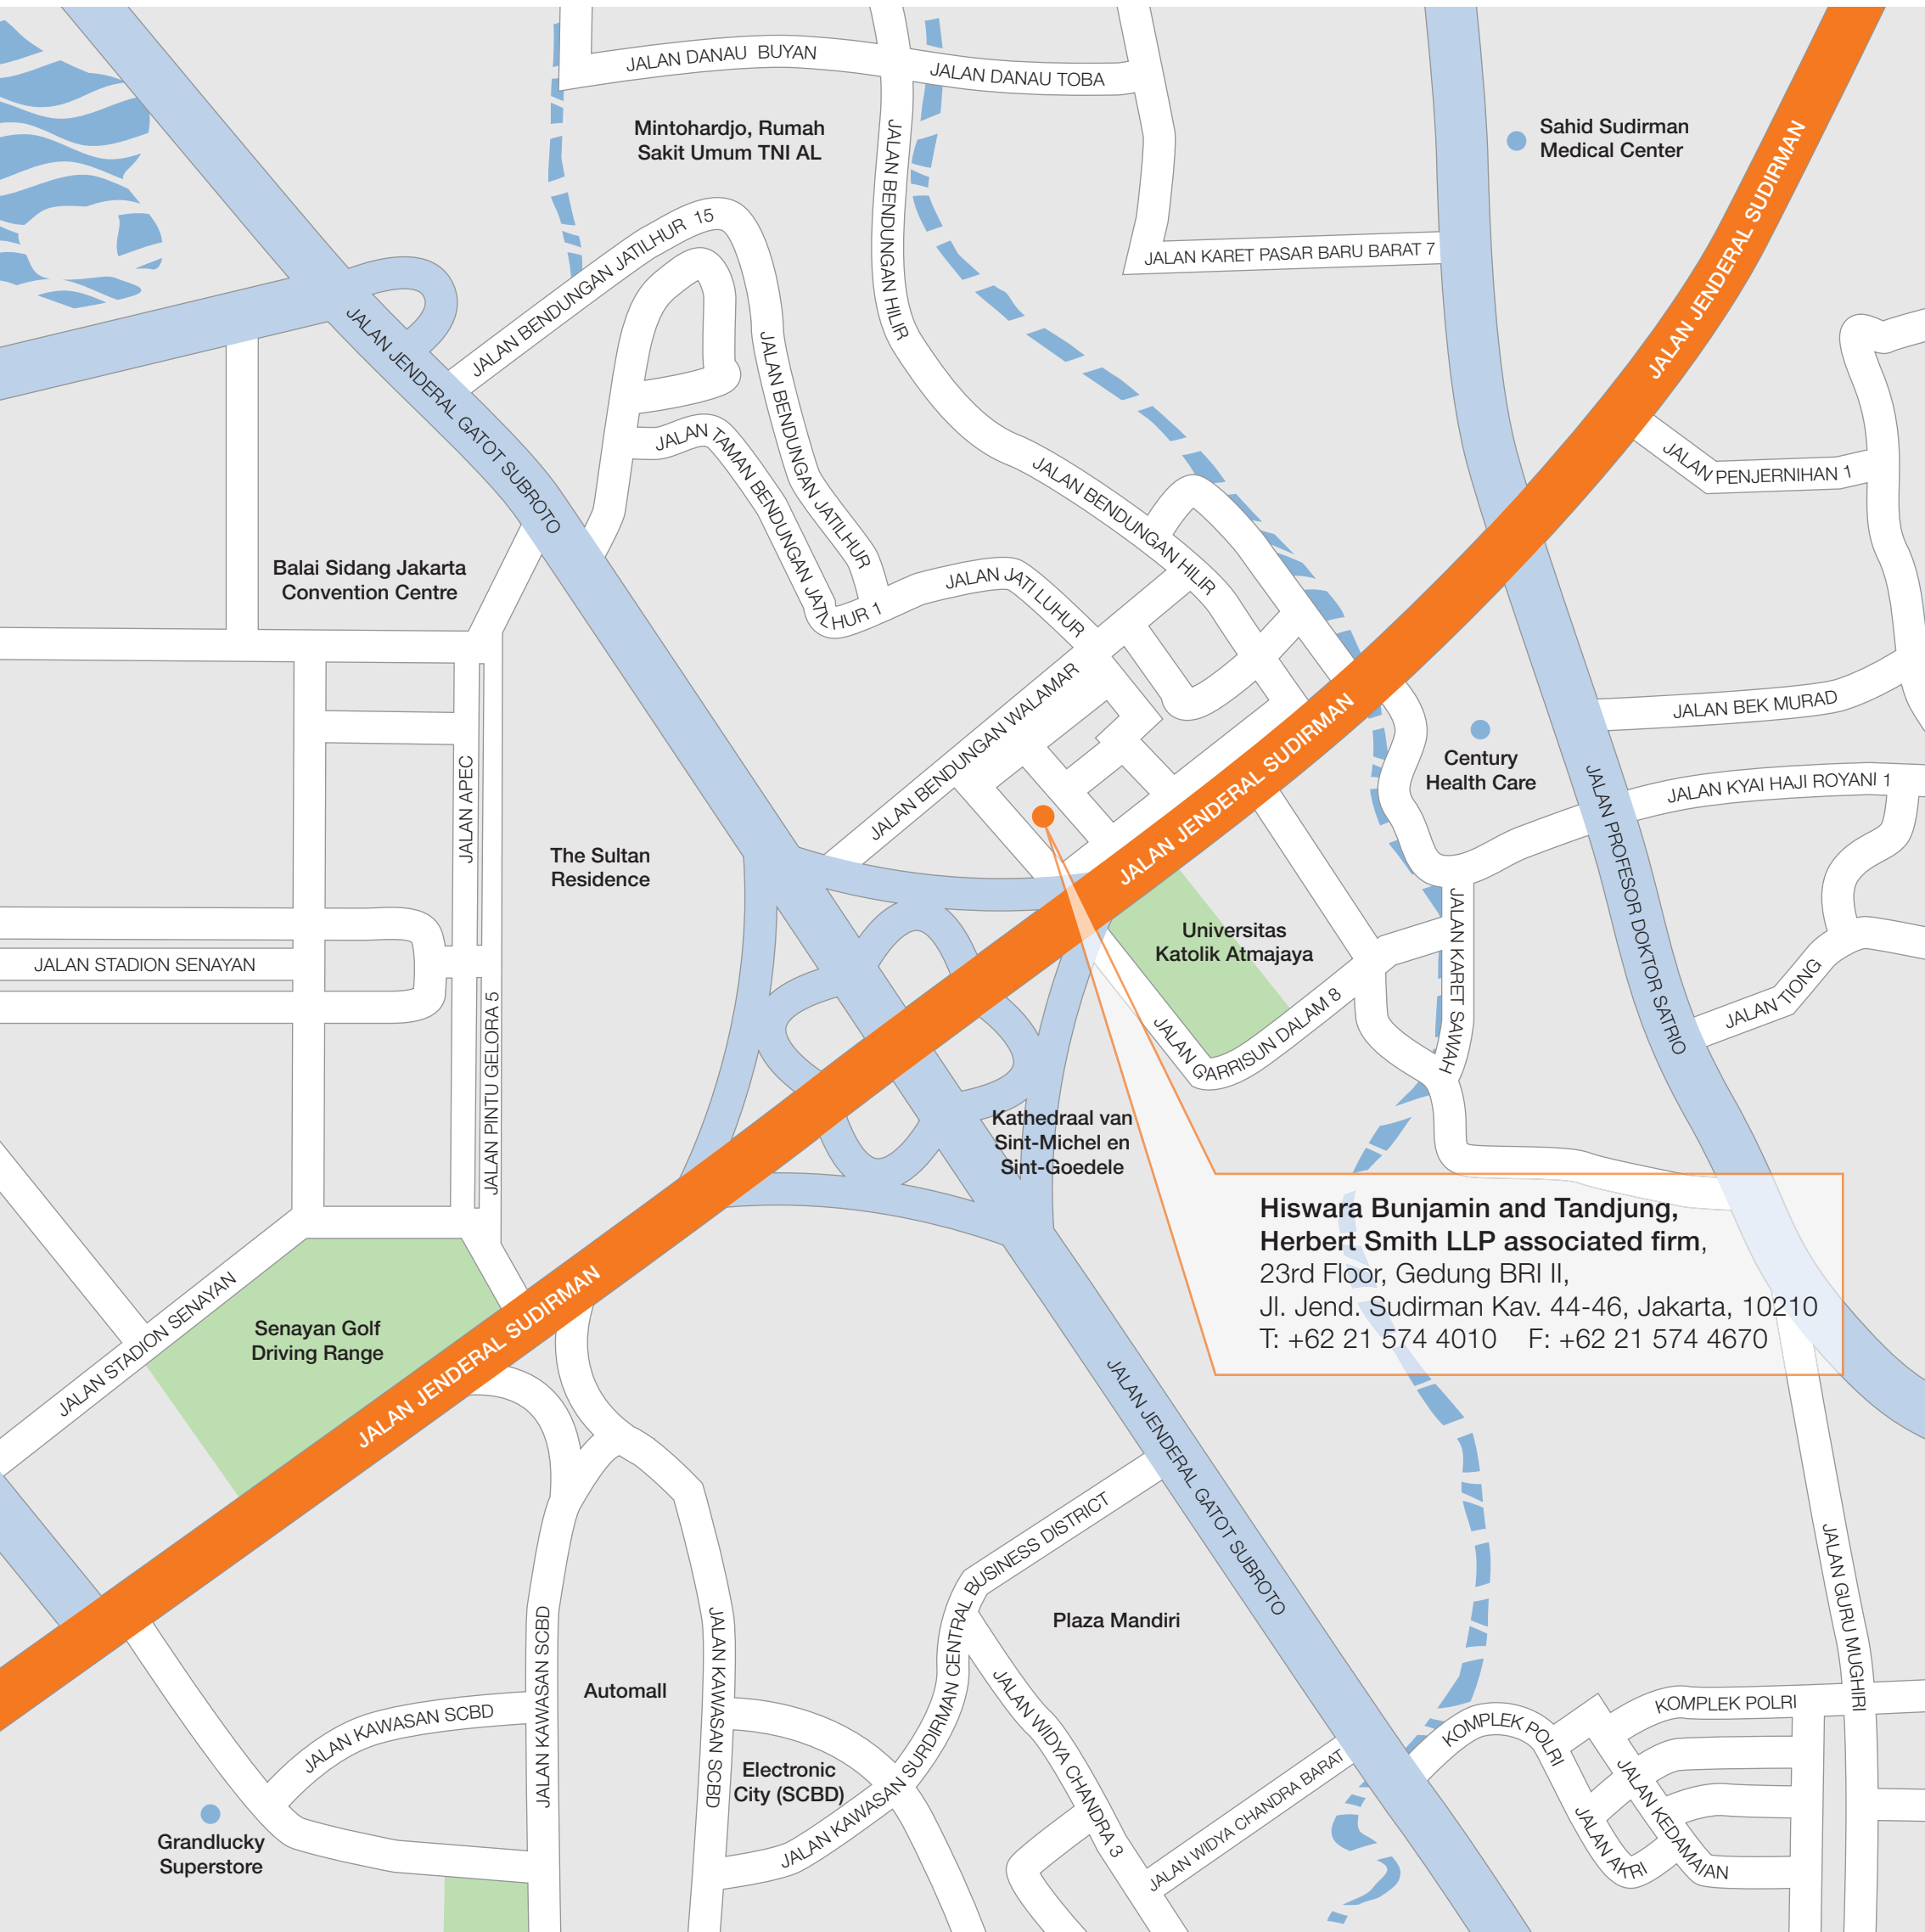 JALAN DANAU BUYAN
JALAN DANAU TOBA
Mintohardjo, Rumah
Sakit Umum TNI AL
Sahid Sudirman
Medical Center
JALAN BENDUNGAN HILIR
JALAN JENDERAL SUDIRMAN
JALAN BENDUNGAN JATILHUR 15
JALAN KARET PASAR BARU BARAT 7
JALAN JENDERAL GATOT SUBROTO
JALAN BENDUNGAN JATILHUR
JALAN TAMAN BENDUNGAN JATILHUR 1
JALAN BENDUNGAN HILIR
JALAN PENJERNIHAN 1
Balai Sidang Jakarta
Convention Centre
JALAN JATI LUHUR
JALAN BENDUNGAN WALAMAR
JALAN JENDERAL SUDIRMAN
JALAN BEK MURAD
Century
Health Care
JALAN KYAI HAJI ROYANI 1
JALAN APEC
The Sultan
Residence
JALAN PROFESOR DOKTOR SATRIO
Universitas
Katolik Atmajaya
JALAN KARET SAWAH
JALAN STADION SENAYAN
JALAN TIONG
JALAN PINTU GELORA 5
JALAN GARRISUN DALAM 8
Kathedraal van
Sint-Michel en
Sint-Goedele
Hiswara Bunjamin and Tandjung,
Herbert Smith LLP associated firm,
23rd Floor, Gedung BRI II,
Jl. Jend. Sudirman Kav. 44-46, Jakarta, 10210
T: +62 21 574 4010 F: +62 21 574 4670
JALAN STADION SENAYAN
Senayan Golf
Driving Range
JALAN JENDERAL SUDIRMAN
JALAN JENDERAL GATOT SUBROTO
JALAN KAWASAN SURDIRMAN CENTRAL BUSINESS DISTRICT
Plaza Mandiri
JALAN GURU MUGHIRI
JALAN KAWASAN SCBD
JALAN KAWASAN SCBD
JALAN KAWASAN SCBD
Automall
JALAN WIDYA CHANDRA 3
KOMPLEK POLRI
KOMPLEK POLRI
Electronic
City (SCBD)
JALAN WIDYA CHANDRA BARAT
JALAN KEDAMAIAN
JALAN AKRI
Grandlucky
Superstore